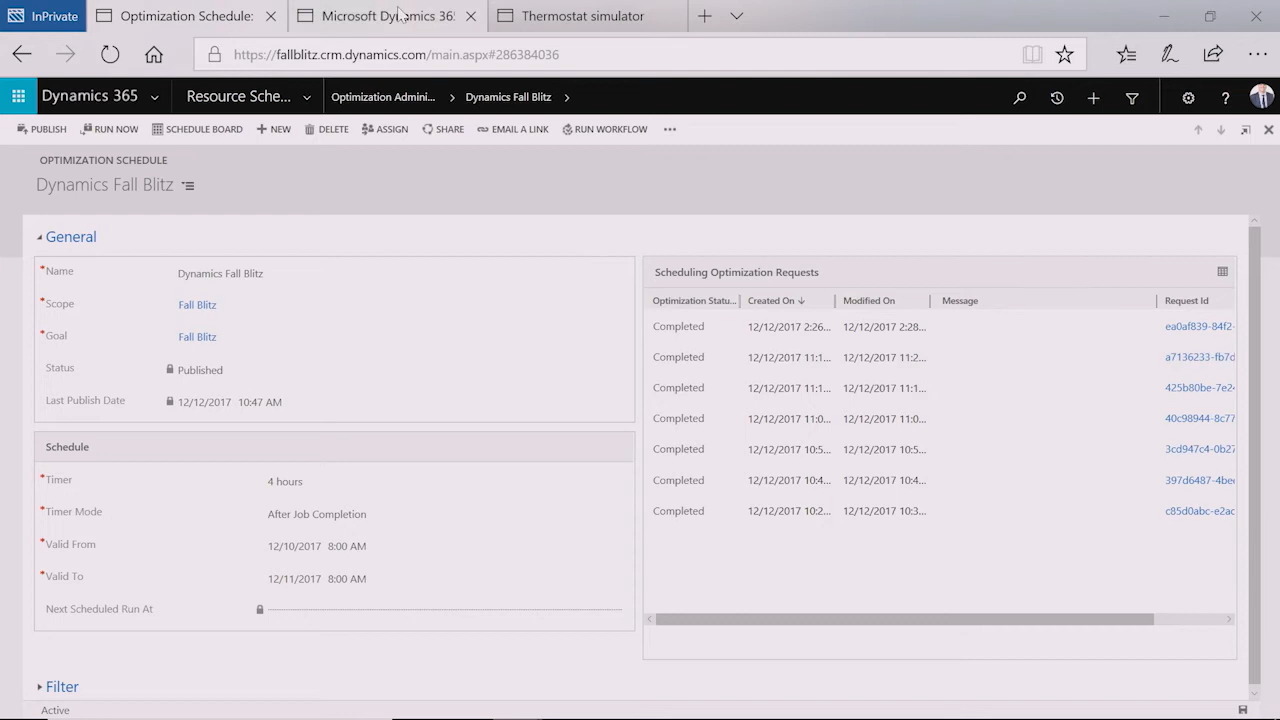 InPrivate Optimization Schedule: Microsoft Dynamics 365 Thermostat simulator
https://fallblitz.crm.dynamics.com/main.aspx#286384036
Dynamics 365 Resource Sche... Optimization Admini... Dynamics Fall Blitz
PUBLISH RUN NOW SCHEDULE BOARD NEW DELETE ASSIGN SHARE EMAIL A LINK RUN WORKFLOW ...
OPTIMIZATION SCHEDULE
Dynamics Fall Blitz
General
*Name Dynamics Fall Blitz
*Scope Fall Blitz
*Goal Fall Blitz
Status Published
Last Publish Date 12/12/2017 10:47 AM
Schedule
*Timer 4 hours
*Timer Mode After Job Completion
*Valid From 12/10/2017 8:00 AM
*Valid To 12/11/2017 8:00 AM
Next Scheduled Run At
Scheduling Optimization Requests
Optimization Statu... Created On Modified On Message Request Id
Completed 12/12/2017 2:26... 12/12/2017 2:28... ea0af839-84f2-
Completed 12/12/2017 11:1... 12/12/2017 11:2... a7136233-fb7d
Completed 12/12/2017 11:1... 12/12/2017 11:1... 425b80be-7e24
Completed 12/12/2017 11:0... 12/12/2017 11:0... 40c98944-8c77
Completed 12/12/2017 10:5... 12/12/2017 10:5... 3cd947c4-0b27
Completed 12/12/2017 10:4... 12/12/2017 10:4... 397d6487-4bec
Completed 12/12/2017 10:2... 12/12/2017 10:3... c85d0abc-e2ac
Filter
Active